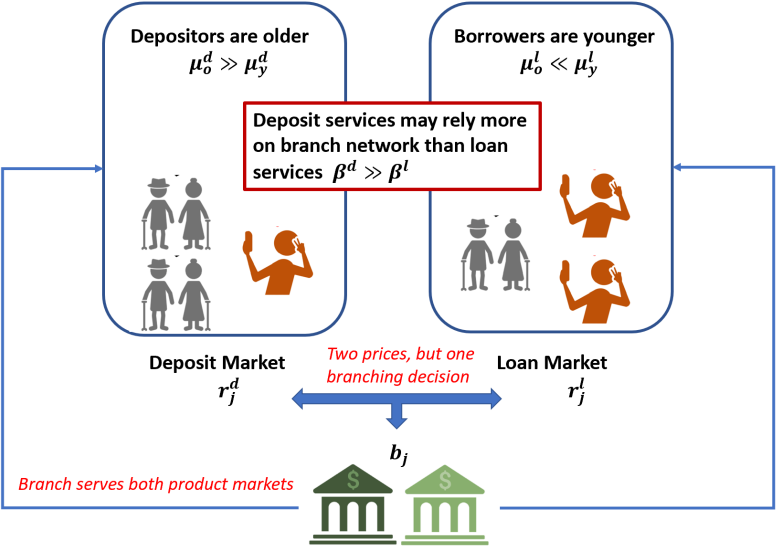 Depositors are older
μ_o^d ≫ μ_y^d
Borrowers are younger
μ_o^l ≪ μ_y^l
Deposit services may rely more
on branch network than loan
services β^d ≫ β^l
Deposit Market
r_j^d
Two prices, but one
branching decision
Loan Market
r_j^l
b_j
Branch serves both product markets
$
$